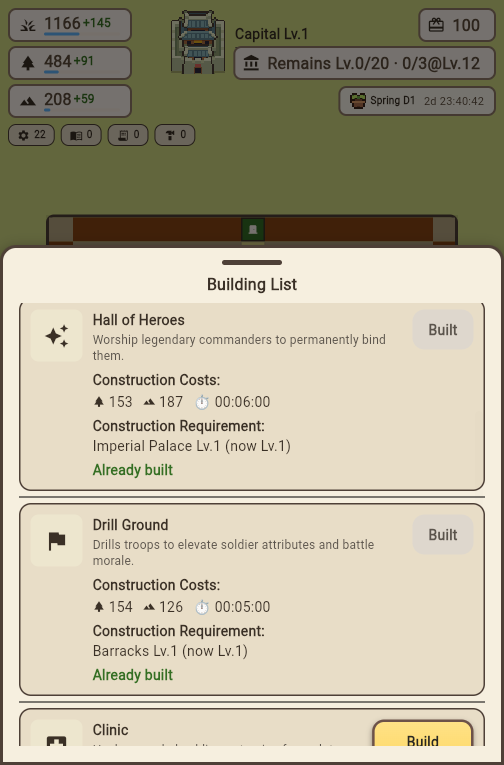 1166 +145
Capital Lv.1
100
484 +91
Remains Lv.0/20 · 0/3@Lv.12
208 +59
Spring D1 2d 23:40:42
22 0 0 0
Building List
Hall of Heroes
Built
Worship legendary commanders to permanently bind
them.
Construction Costs:
153 187 00:06:00
Construction Requirement:
Imperial Palace Lv.1 (now Lv.1)
Already built
Drill Ground
Built
Drills troops to elevate soldier attributes and battle
morale.
Construction Costs:
154 126 00:05:00
Construction Requirement:
Barracks Lv.1 (now Lv.1)
Already built
Clinic
Build